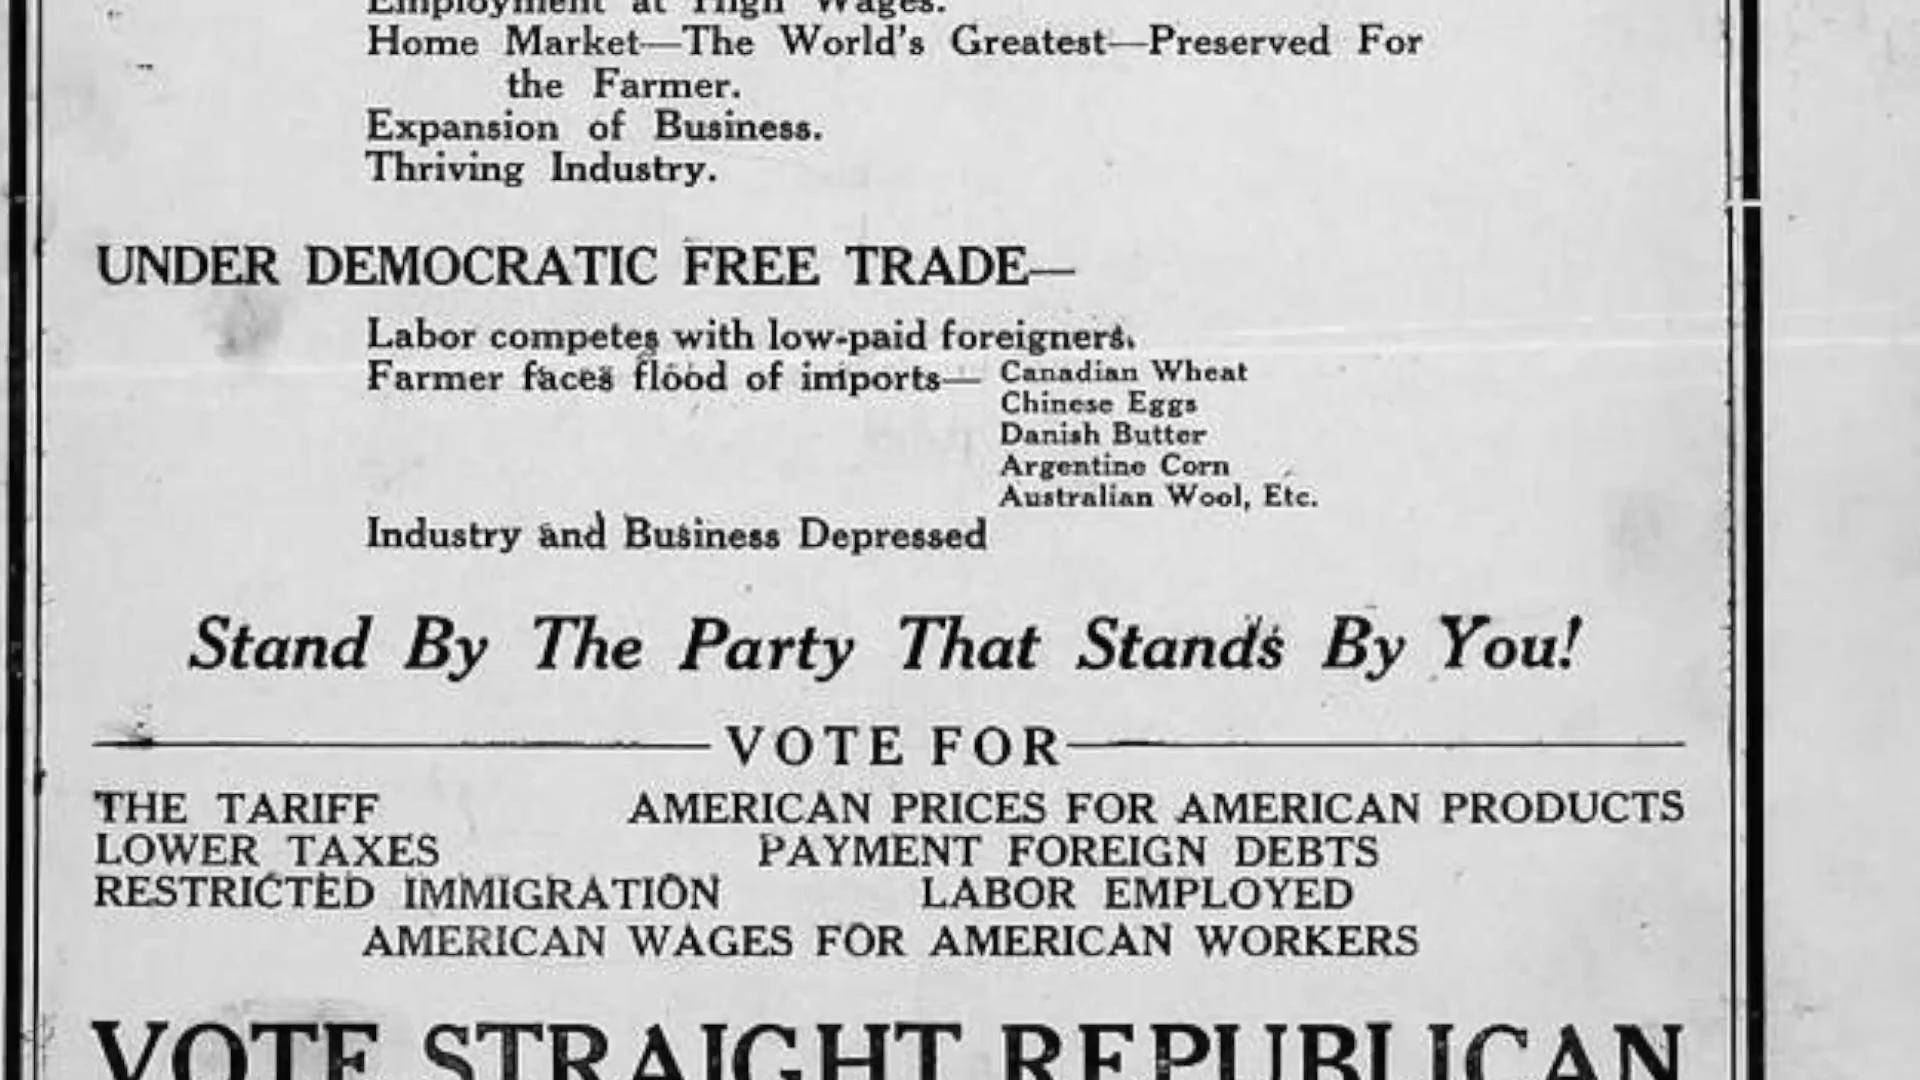 Employment at High Wages.
Home Market—The World's Greatest—Preserved For
the Farmer.
Expansion of Business.
Thriving Industry.
UNDER DEMOCRATIC FREE TRADE—
Labor competes with low-paid foreigners.
Farmer faces flood of imports— Canadian Wheat
Chinese Eggs
Danish Butter
Argentine Corn
Australian Wool, Etc.
Industry and Business Depressed
Stand By The Party That Stands By You!
VOTE FOR
THE TARIFF AMERICAN PRICES FOR AMERICAN PRODUCTS
LOWER TAXES PAYMENT FOREIGN DEBTS
RESTRICTED IMMIGRATION LABOR EMPLOYED
AMERICAN WAGES FOR AMERICAN WORKERS
VOTE STRAIGHT REPUBLICAN